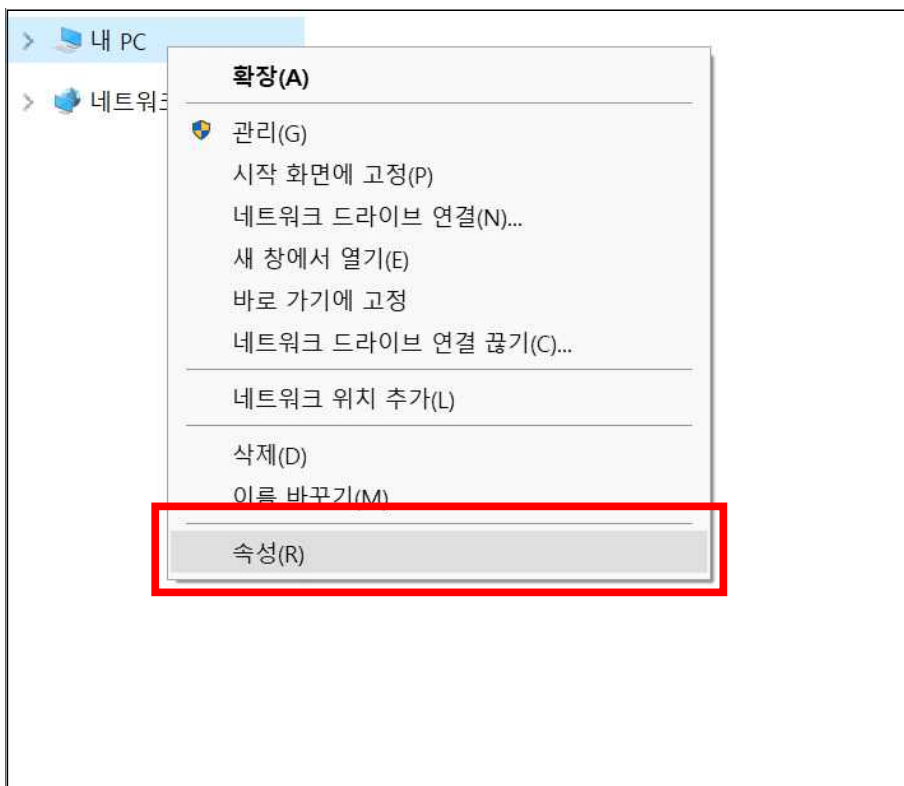 내 PC
확장(A)
네트워
관리(G)
시작 화면에 고정(P)
네트워크 드라이브 연결(N)...
새 창에서 열기(E)
바로 가기에 고정
네트워크 드라이브 연결 끊기(C)...
네트워크 위치 추가(L)
삭제(D)
이름 바꾸기(M)
속성(R)